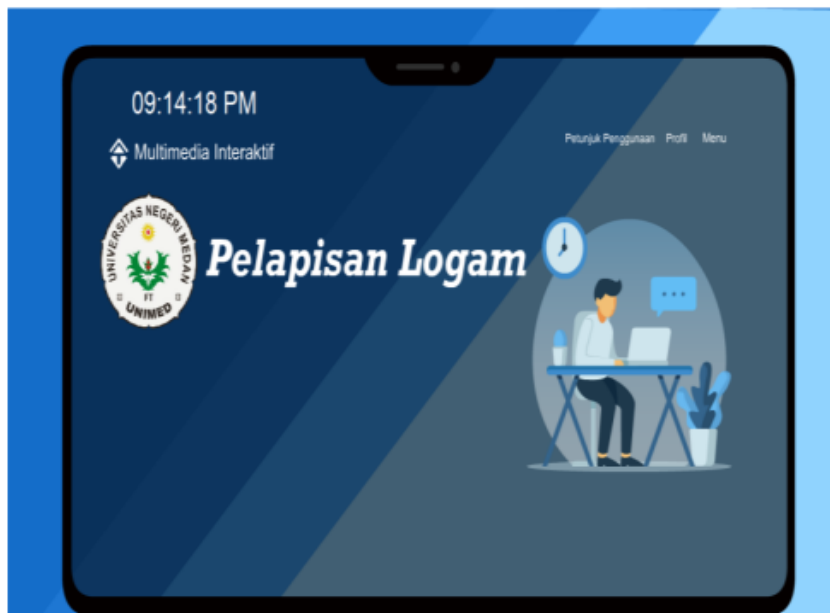 09:14:18 PM
Multimedia Interaktif
Petunjuk Penggunaan Profil Menu
UNIVERSITAS NEGERI MEDAN
FT
UNIMED
Pelapisan Logam